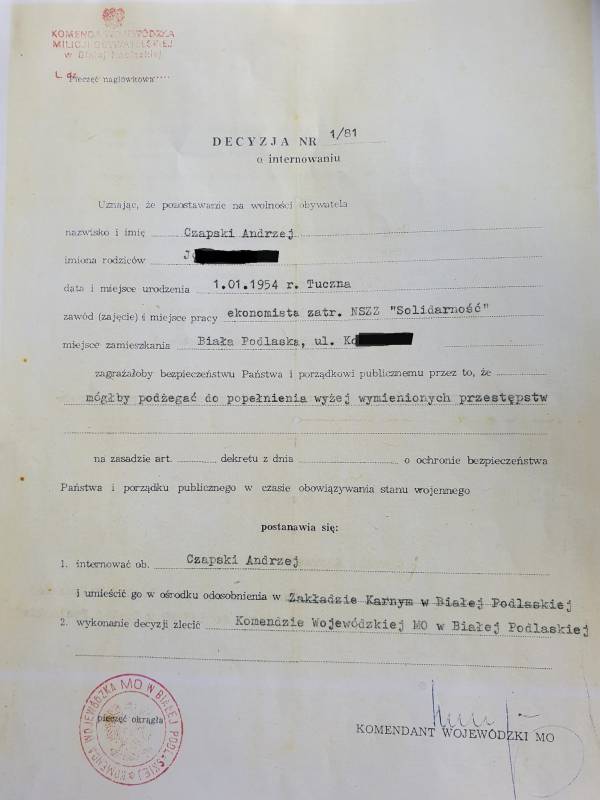 KOMENDA WOJEWÓDZKA
MILICJI OBYWATELSKIEJ
w Białej Podlaskiej
L. dz.
Pieczęć nagłówkowa
DECYZJA NR 1/81
o internowaniu
Uznając, że pozostawanie na wolności obywatela
nazwisko i imię Czapski Andrzej
imiona rodziców
data i miejsce urodzenia 1.01.1954 r. Tuczna
zawód (zajęcie) i miejsce pracy ekonomista zatr. NSZZ "Solidarność"
miejsce zamieszkania Biała Podlaska, ul.
zagrażałoby bezpieczeństwu Państwa i porządkowi publicznemu przez to, że
mógłby podżegać do popełnienia wyżej wymienionych przestępstw
na zasadzie art. dekretu z dnia o ochronie bezpieczeństwa
Państwa i porządku publicznego w czasie obowiązywania stanu wojennego
postanawia się:
1. internować ob. Czapski Andrzej
i umieścić go w ośrodku odosobnienia w Zakładzie Karnym w Białej Podlaskiej
2. wykonanie decyzji zlecić Komendzie Wojewódzkiej MO w Białej Podlaskiej
KOMENDA WOJEWÓDZKA MO W BIAŁEJ PODLASKIEJ
pieczęć okrągła
KOMENDANT WOJEWÓDZKI MO